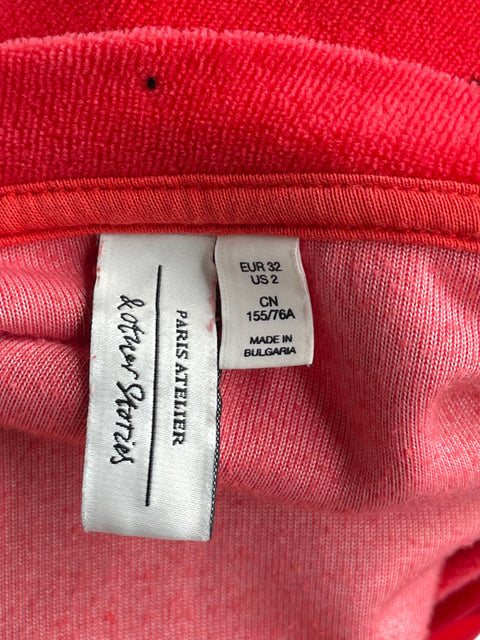 & other Stories
PARIS ATELIER
EUR 32
US 2
CN
155/76A
MADE IN
BULGARIA